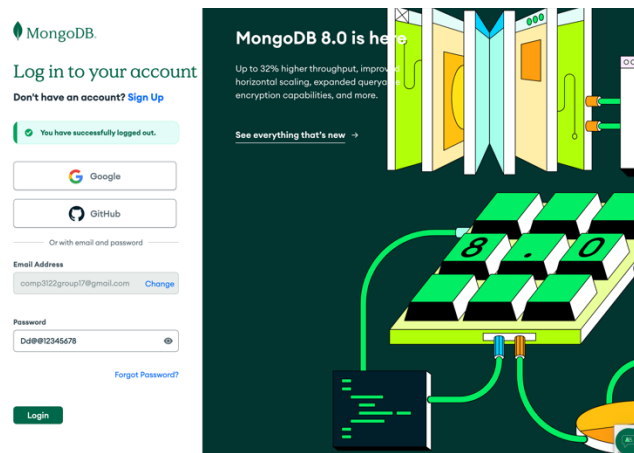 MongoDB.
Log in to your account
Don't have an account? Sign Up
You have successfully logged out.
Google
GitHub
Or with email and password
Email Address
comp3122group17@gmail.com Change
Password
Dd@@12345678
Forgot Password?
Login
MongoDB 8.0 is here
Up to 32% higher throughput, improved
horizontal scaling, expanded queryable
encryption capabilities, and more.
See everything that's new →
8.0